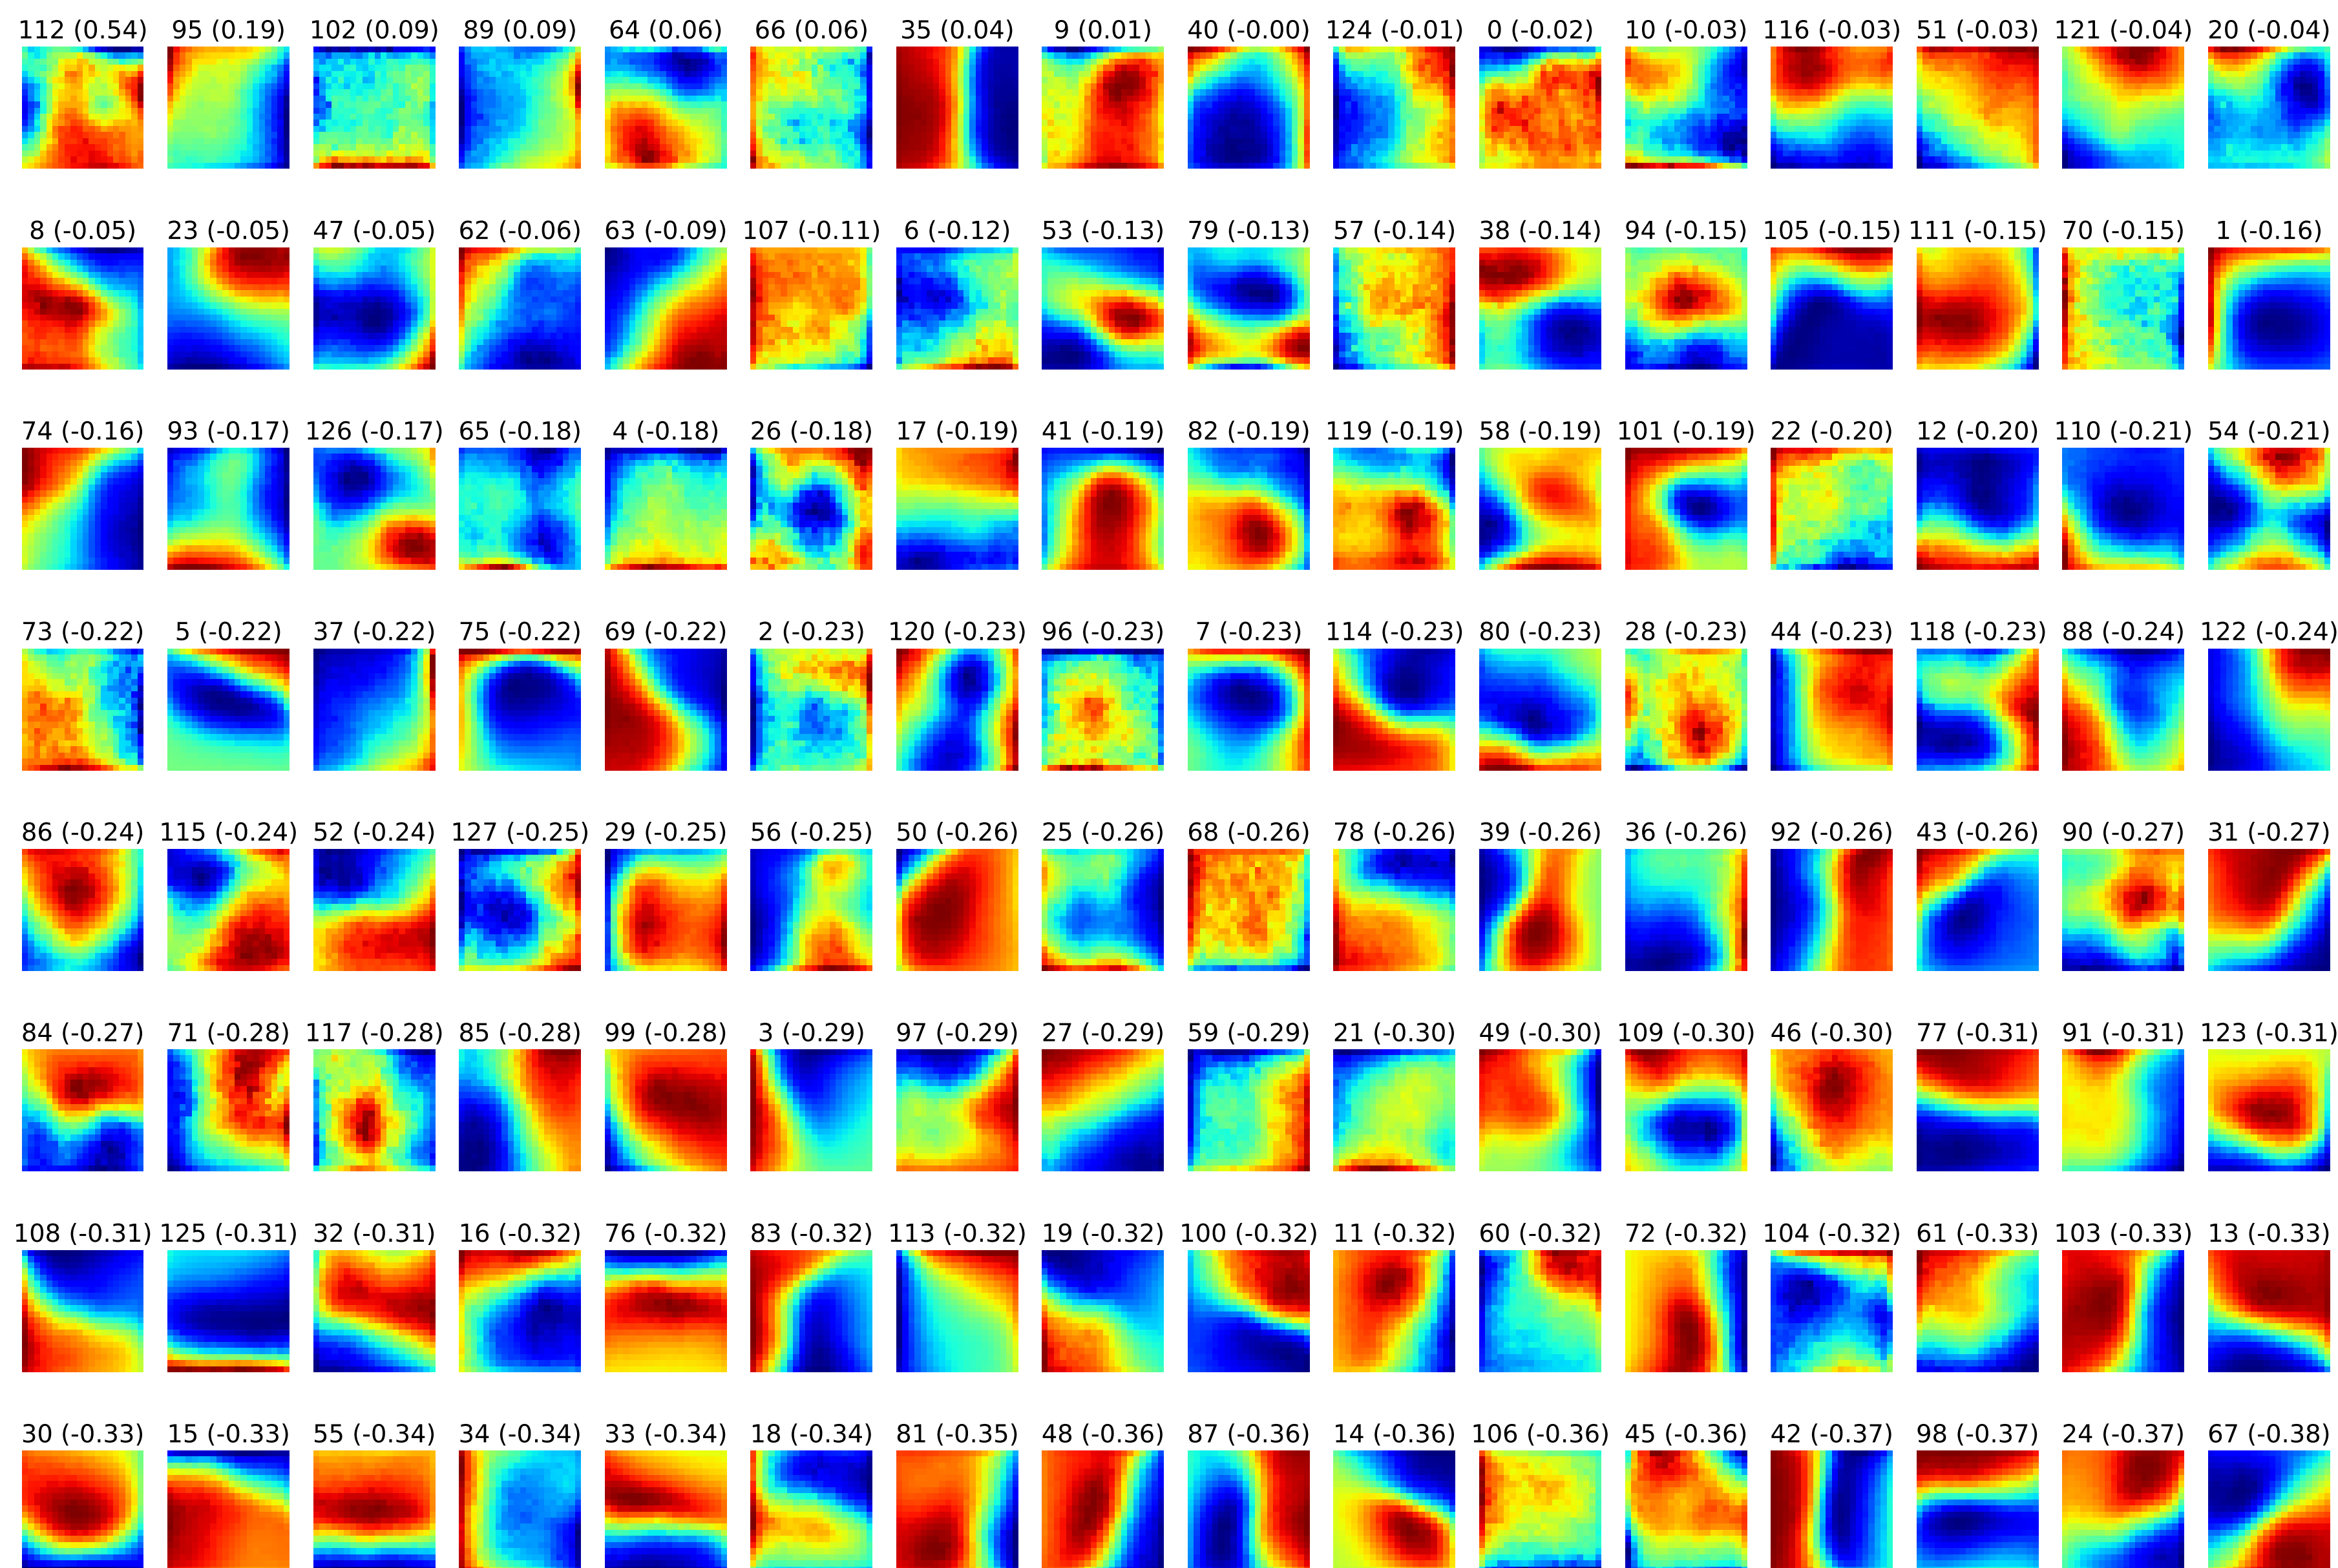 112 (0.54) 95 (0.19) 102 (0.09) 89 (0.09) 64 (0.06) 66 (0.06) 35 (0.04) 9 (0.01) 40 (-0.00) 124 (-0.01) 0 (-0.02) 10 (-0.03) 116 (-0.03) 51 (-0.03) 121 (-0.04) 20 (-0.04)
8 (-0.05) 23 (-0.05) 47 (-0.05) 62 (-0.06) 63 (-0.09) 107 (-0.11) 6 (-0.12) 53 (-0.13) 79 (-0.13) 57 (-0.14) 38 (-0.14) 94 (-0.15) 105 (-0.15) 111 (-0.15) 70 (-0.15) 1 (-0.16)
74 (-0.16) 93 (-0.17) 126 (-0.17) 65 (-0.18) 4 (-0.18) 26 (-0.18) 17 (-0.19) 41 (-0.19) 82 (-0.19) 119 (-0.19) 58 (-0.19) 101 (-0.19) 22 (-0.20) 12 (-0.20) 110 (-0.21) 54 (-0.21)
73 (-0.22) 5 (-0.22) 37 (-0.22) 75 (-0.22) 69 (-0.22) 2 (-0.23) 120 (-0.23) 96 (-0.23) 7 (-0.23) 114 (-0.23) 80 (-0.23) 28 (-0.23) 44 (-0.23) 118 (-0.23) 88 (-0.24) 122 (-0.24)
86 (-0.24) 115 (-0.24) 52 (-0.24) 127 (-0.25) 29 (-0.25) 56 (-0.25) 50 (-0.26) 25 (-0.26) 68 (-0.26) 78 (-0.26) 39 (-0.26) 36 (-0.26) 92 (-0.26) 43 (-0.26) 90 (-0.27) 31 (-0.27)
84 (-0.27) 71 (-0.28) 117 (-0.28) 85 (-0.28) 99 (-0.28) 3 (-0.29) 97 (-0.29) 27 (-0.29) 59 (-0.29) 21 (-0.30) 49 (-0.30) 109 (-0.30) 46 (-0.30) 77 (-0.31) 91 (-0.31) 123 (-0.31)
108 (-0.31) 125 (-0.31) 32 (-0.31) 16 (-0.32) 76 (-0.32) 83 (-0.32) 113 (-0.32) 19 (-0.32) 100 (-0.32) 11 (-0.32) 60 (-0.32) 72 (-0.32) 104 (-0.32) 61 (-0.33) 103 (-0.33) 13 (-0.33)
30 (-0.33) 15 (-0.33) 55 (-0.34) 34 (-0.34) 33 (-0.34) 18 (-0.34) 81 (-0.35) 48 (-0.36) 87 (-0.36) 14 (-0.36) 106 (-0.36) 45 (-0.36) 42 (-0.37) 98 (-0.37) 24 (-0.37) 67 (-0.38)